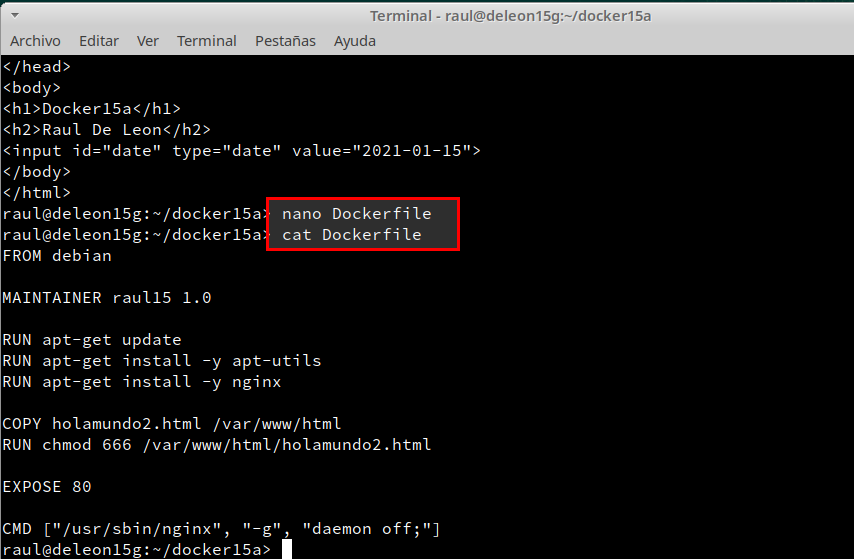 Terminal - raul@deleon15g:~/docker15a
Archivo Editar Ver Terminal Pestañas Ayuda
</head>
<body>
<h1>Docker15a</h1>
<h2>Raul De Leon</h2>
<input id="date" type="date" value="2021-01-15">
</body>
</html>
raul@deleon15g:~/docker15a> nano Dockerfile
raul@deleon15g:~/docker15a> cat Dockerfile
FROM debian
MAINTAINER raul15 1.0
RUN apt-get update
RUN apt-get install -y apt-utils
RUN apt-get install -y nginx
COPY holamundo2.html /var/www/html
RUN chmod 666 /var/www/html/holamundo2.html
EXPOSE 80
CMD ["/usr/sbin/nginx", "-g", "daemon off;"]
raul@deleon15g:~/docker15a>